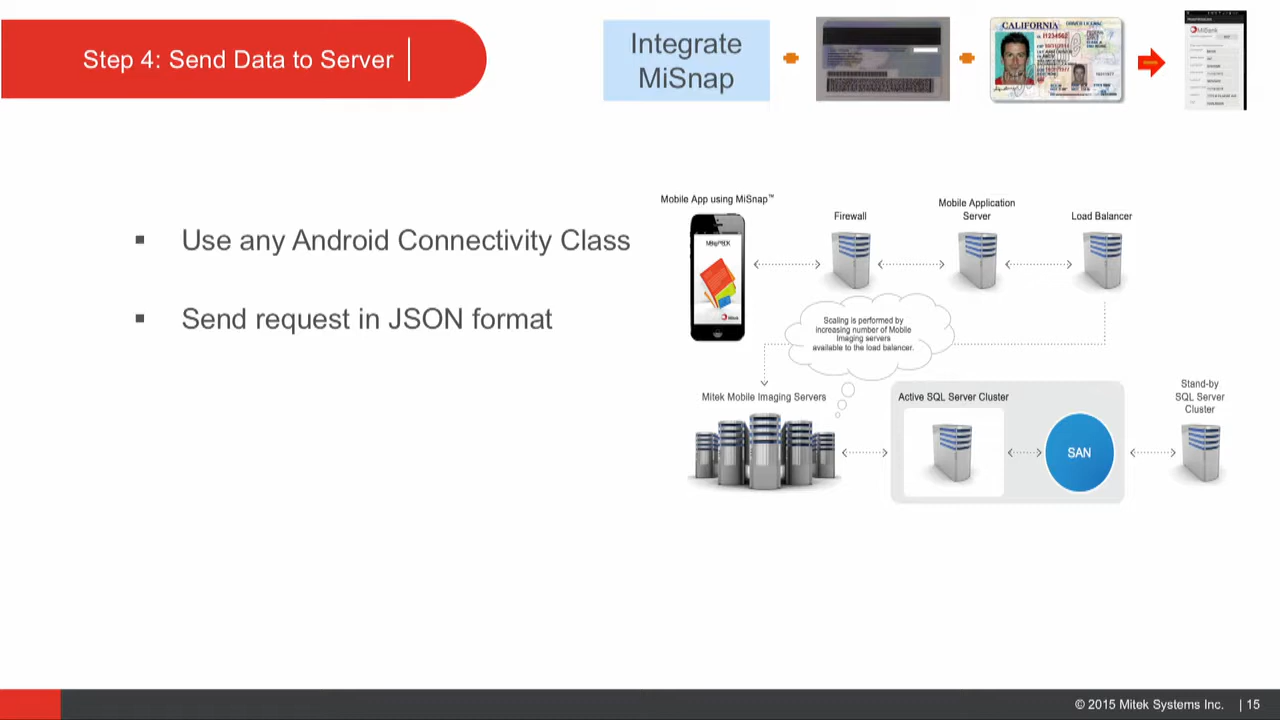 Step 4: Send Data to Server
Integrate
MiSnap
CALIFORNIA
MiBank
Use any Android Connectivity Class
Send request in JSON format
Mobile App using MiSnap™
Firewall
Mobile Application
Server
Load Balancer
Mitek
Scaling is performed by
increasing number of Mobile
Imaging servers
available to the load balancer.
Mitek Mobile Imaging Servers
Active SQL Server Cluster
SAN
Stand-by
SQL Server
Cluster
© 2015 Mitek Systems Inc. | 15